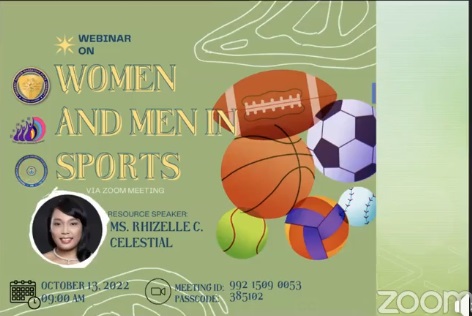 WEBINAR
ON
WOMEN
AND MEN IN
SPORTS
VIA ZOOM MEETING
RESOURCE SPEAKER:
MS. RHIZELLE C.
CELESTIAL
OCTOBER 13, 2022
09:00 AM
MEETING ID: 992 1509 0053
PASSCODE: 385102
zoom